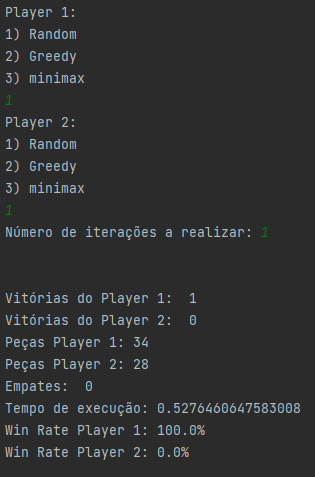 Player 1:
1) Random
2) Greedy
3) minimax
1
Player 2:
1) Random
2) Greedy
3) minimax
1
Número de iterações a realizar: 1
Vitórias do Player 1:  1
Vitórias do Player 2:  0
Peças Player 1: 34
Peças Player 2: 28
Empates:  0
Tempo de execução: 0.5276460647583008
Win Rate Player 1: 100.0%
Win Rate Player 2: 0.0%